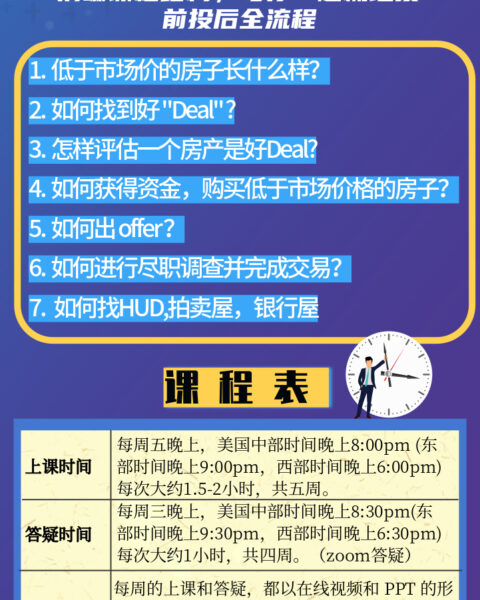 前投后全流程
1. 低于市场价的房子长什么样？
2. 如何找到好 "Deal"？
3. 怎样评估一个房产是好Deal?
4. 如何获得资金，购买低于市场价格的房子？
5. 如何出 offer？
6. 如何进行尽职调查并完成交易？
7. 如何找HUD,拍卖屋，银行屋
课程表
上课时间
每周五晚上，美国中部时间晚上8:00pm (东
部时间晚上9:00pm，西部时间晚上6:00pm)
每次大约1.5-2小时，共五周。
答疑时间
每周三晚上，美国中部时间晚上8:30pm(东
部时间晚上9:30pm，西部时间晚上6:30pm)
每次大约1小时，共四周。（zoom答疑）
每周的上课和答疑，都以在线视频和 PPT 的形